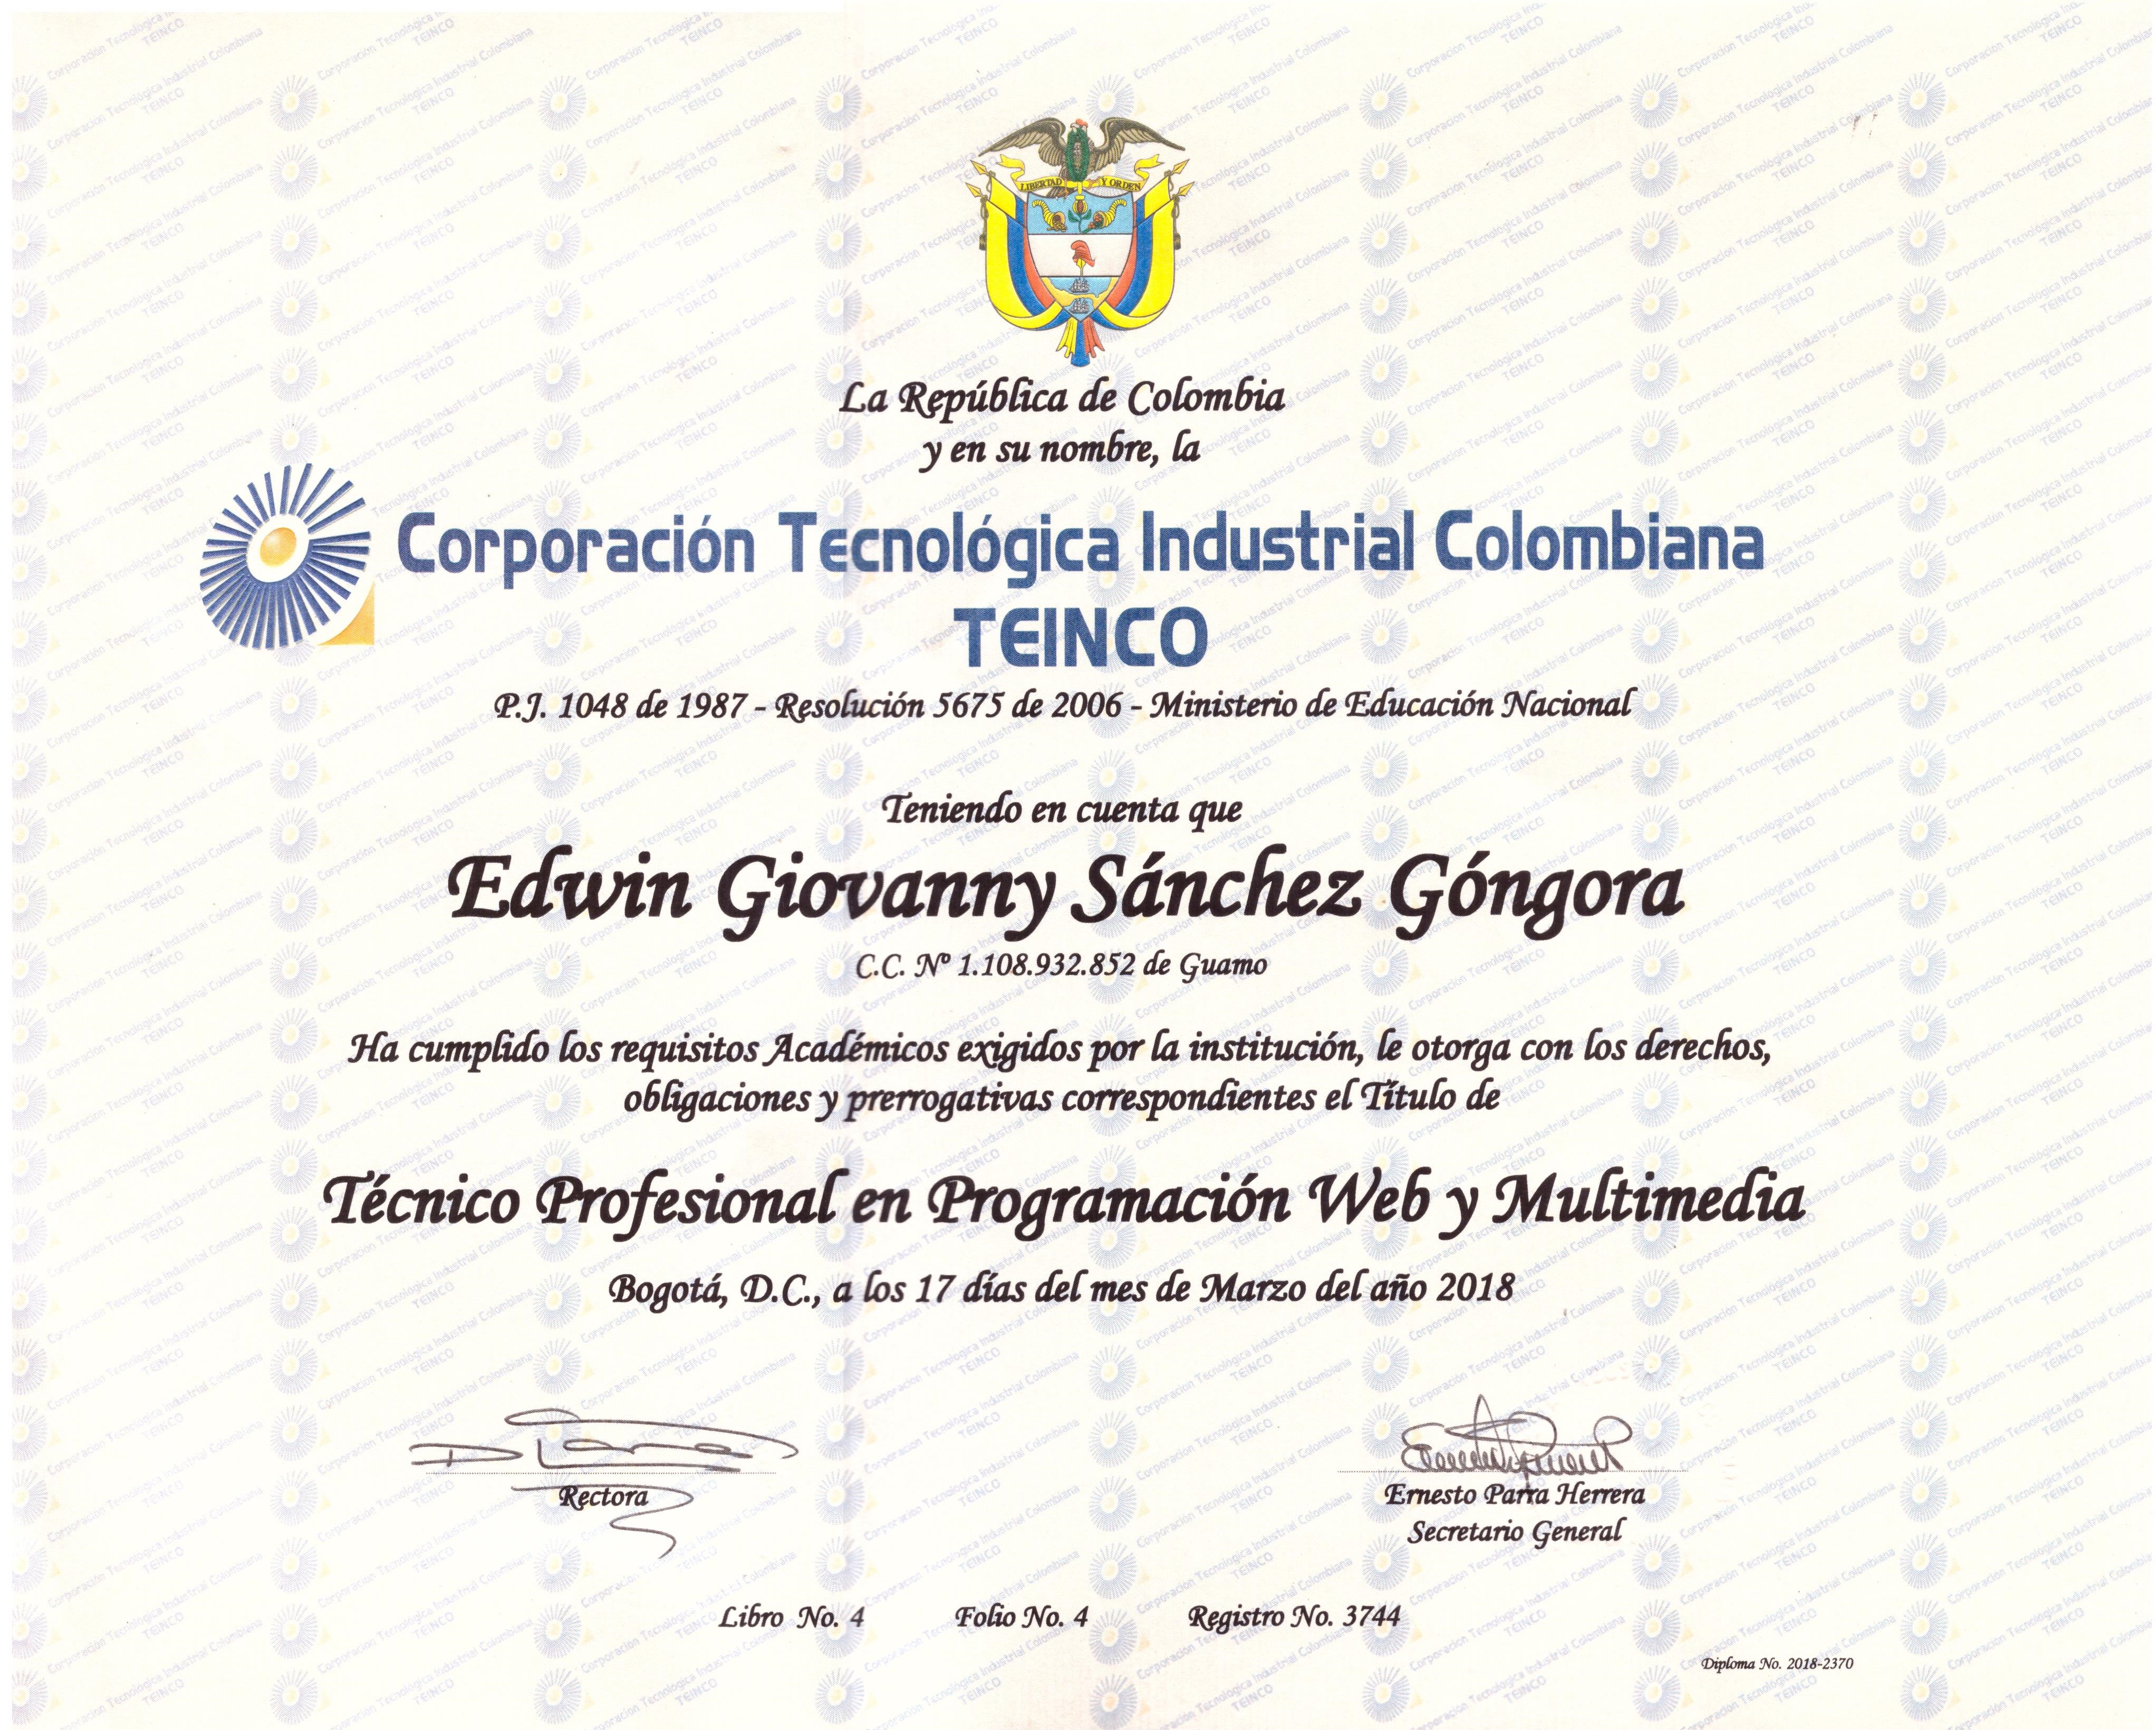 LIBERTAD Y ORDEN
La República de Colombia
y en su nombre, la
Corporación Tecnológica Industrial Colombiana
TEINCO
P.J. 1048 de 1987 - Resolución 5675 de 2006 - Ministerio de Educación Nacional
Teniendo en cuenta que
Edwin Giovanny Sánchez Góngora
C.C. Nº 1.108.932.852 de Guamo
Ha cumplido los requisitos Académicos exigidos por la institución, le otorga con los derechos,
obligaciones y prerrogativas correspondientes el Título de
Técnico Profesional en Programación Web y Multimedia
Bogotá, D.C., a los 17 días del mes de Marzo del año 2018
Rectora
Ernesto Parra Herrera
Secretario General
Libro No. 4 Folio No. 4 Registro No. 3744
Diploma No. 2018-2370